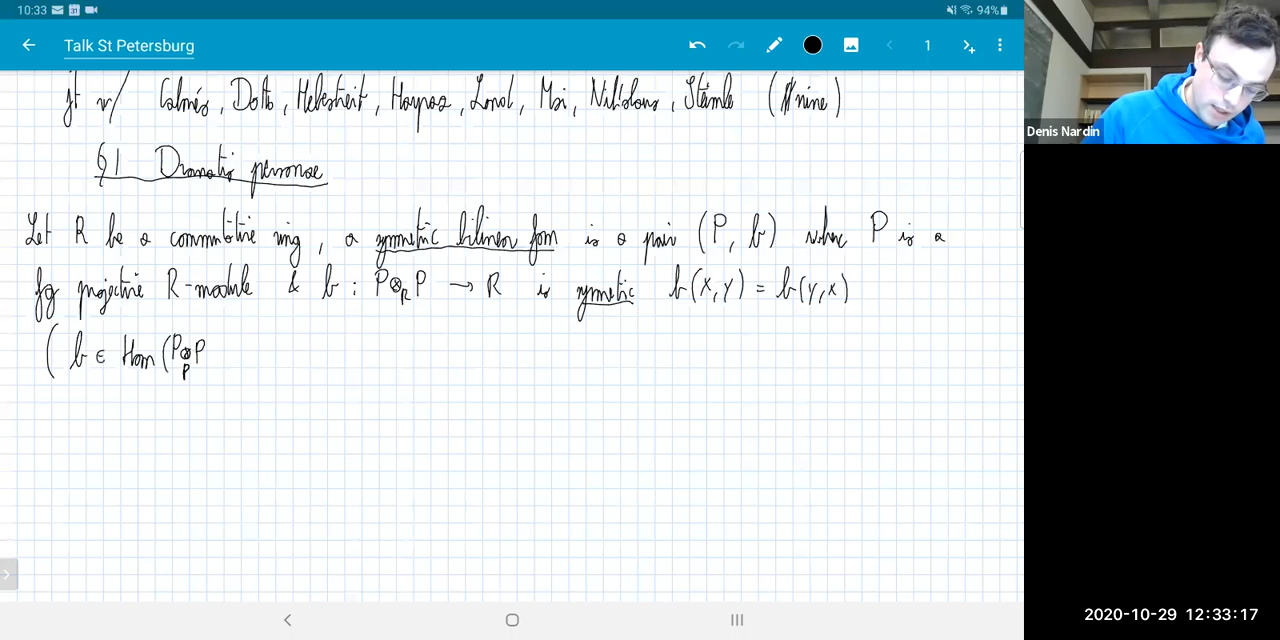 10:33 94%
Talk St Petersburg
1
jt w/ Calmès, Dotto, Hebestreit, Harpaz, Land, Moi, Nikolaus, Steimle (nine)
§1 Dramatis personae
Let R be a commutative ring, a symmetric bilinear form is a pair (P, b) where P is a
fg projective R-module & b : P⊗_R P → R is symmetric b(x,y) = b(y,x)
( b ∈ Hom (P⊗_P P
Denis Nardin
2020-10-29 12:33:17